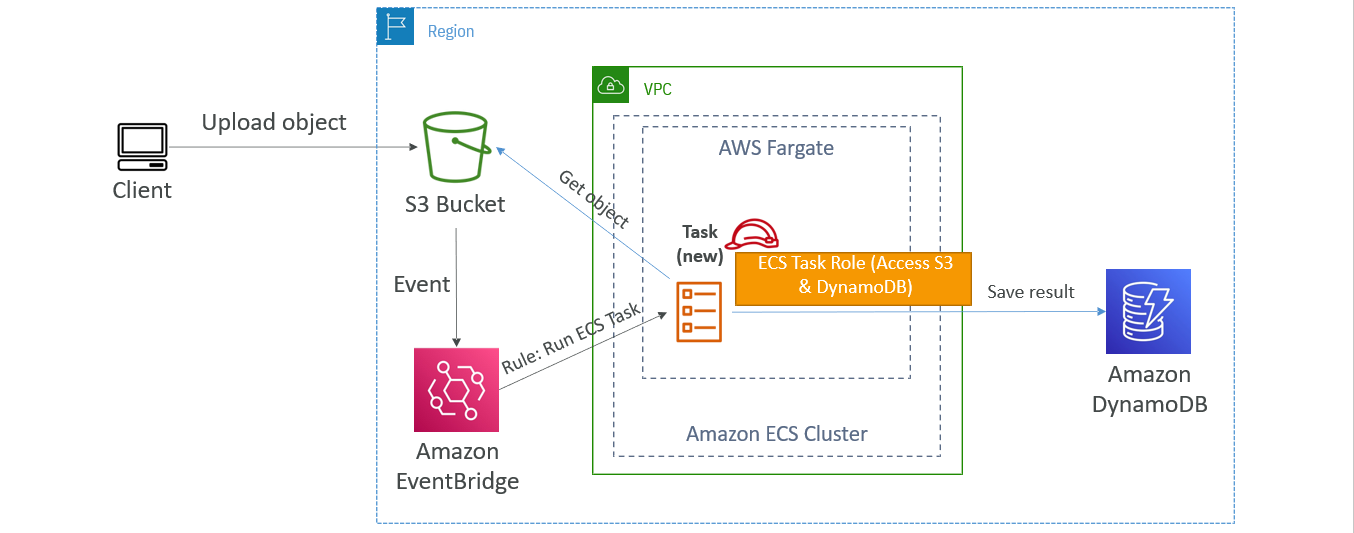 Region
VPC
Upload object
AWS Fargate
Client
S3 Bucket
Get object
Task
(new)
ECS Task Role (Access S3
& DynamoDB)
Event
Save result
Rule: Run ECS Task
Amazon
DynamoDB
Amazon ECS Cluster
Amazon
EventBridge